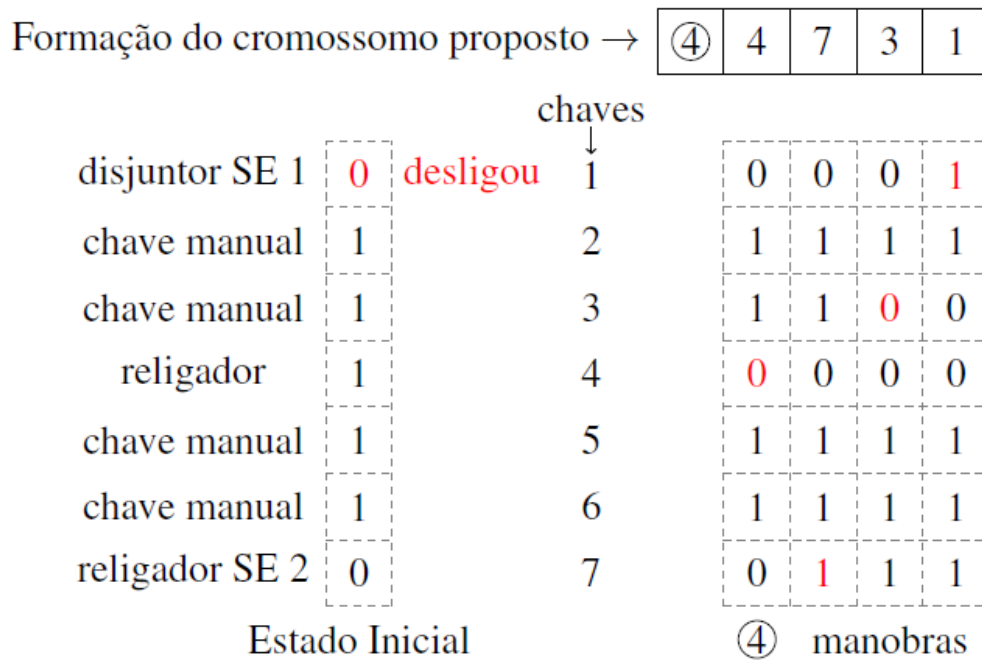 Formação do cromossomo proposto → ④ 4 7 3 1
chaves
↓
disjuntor SE 1 0 desligou 1 0 0 0 1
chave manual 1 2 1 1 1 1
chave manual 1 3 1 1 0 0
religador 1 4 0 0 0 0
chave manual 1 5 1 1 1 1
chave manual 1 6 1 1 1 1
religador SE 2 0 7 0 1 1 1
Estado Inicial ④ manobras